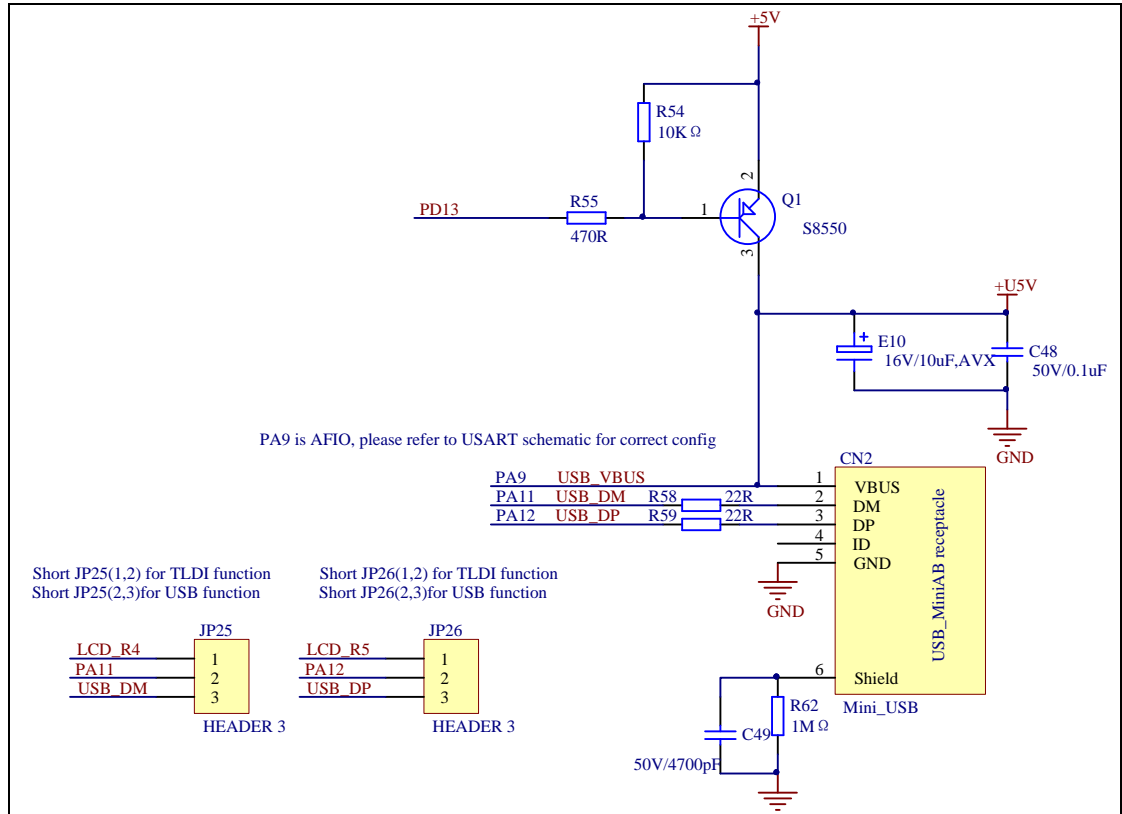 +5V
R54
10K Ω
2
Q1
S8550
PD13
R55
470R
1
3
+U5V
+
E10
16V/10uF,AVX
C48
50V/0.1uF
GND
PA9 is AFIO, please refer to USART schematic for correct config
CN2
PA9 USB_VBUS 1 VBUS
PA11 USB_DM R58 22R 2 DM
PA12 USB_DP R59 22R 3 DP
4 ID
5 GND
GND
USB_MiniAB receptacle
6 Shield
Mini_USB
Short JP25(1,2) for TLDI function
Short JP25(2,3)for USB function
Short JP26(1,2) for TLDI function
Short JP26(2,3)for USB function
JP25
LCD_R4 1
PA11 2
USB_DM 3
HEADER 3
JP26
LCD_R5 1
PA12 2
USB_DP 3
HEADER 3
R62
1M Ω
C49
50V/4700pF